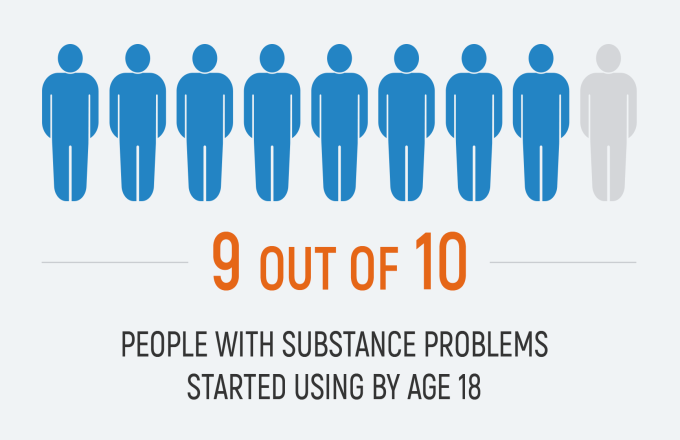 9 OUT OF 10
PEOPLE WITH SUBSTANCE PROBLEMS
STARTED USING BY AGE 18